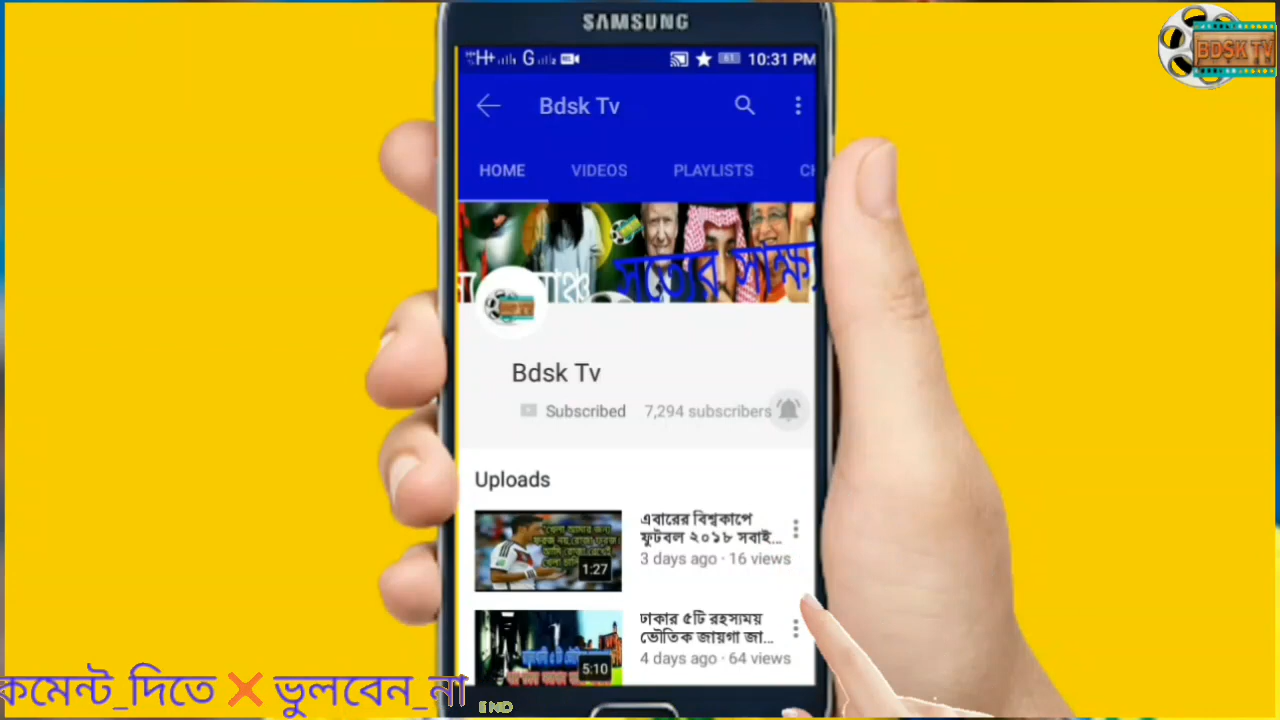 SAMSUNG
BDSK TV
H+ G 10:31 PM
Bdsk Tv
HOME VIDEOS PLAYLISTS
সত্যের
Bdsk Tv
Subscribed 7,294 subscribers
Uploads
এবারের বিশ্বকাপে
ফুটবল ২০১৮ সবাই...
3 days ago · 16 views
1:27
ঢাকার ৫টি রহস্যময়
ভৌতিক জায়গা জা...
4 days ago · 64 views
5:10
কমেন্ট_দিতে ❌ ভুলবেন_না
END